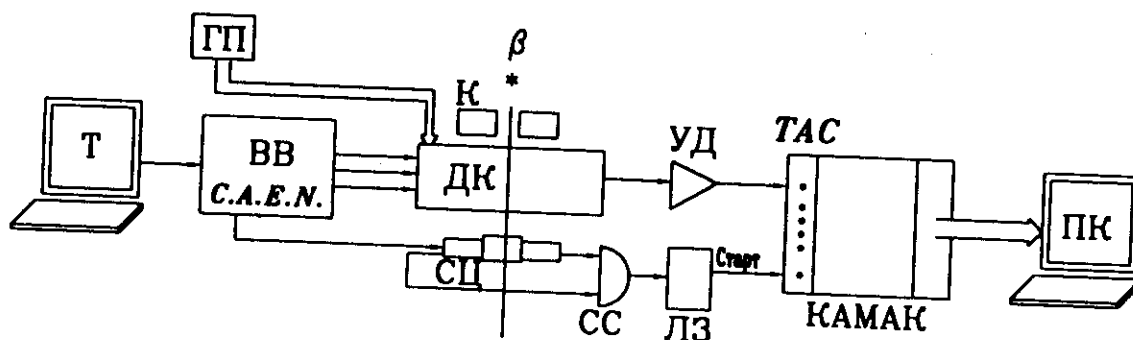 ГП
β
*
К
Т
ВВ
C.A.E.N.
ДК
УД
TAC
ПК
СЦ
СС
ЛЗ
Старт
КАМАК